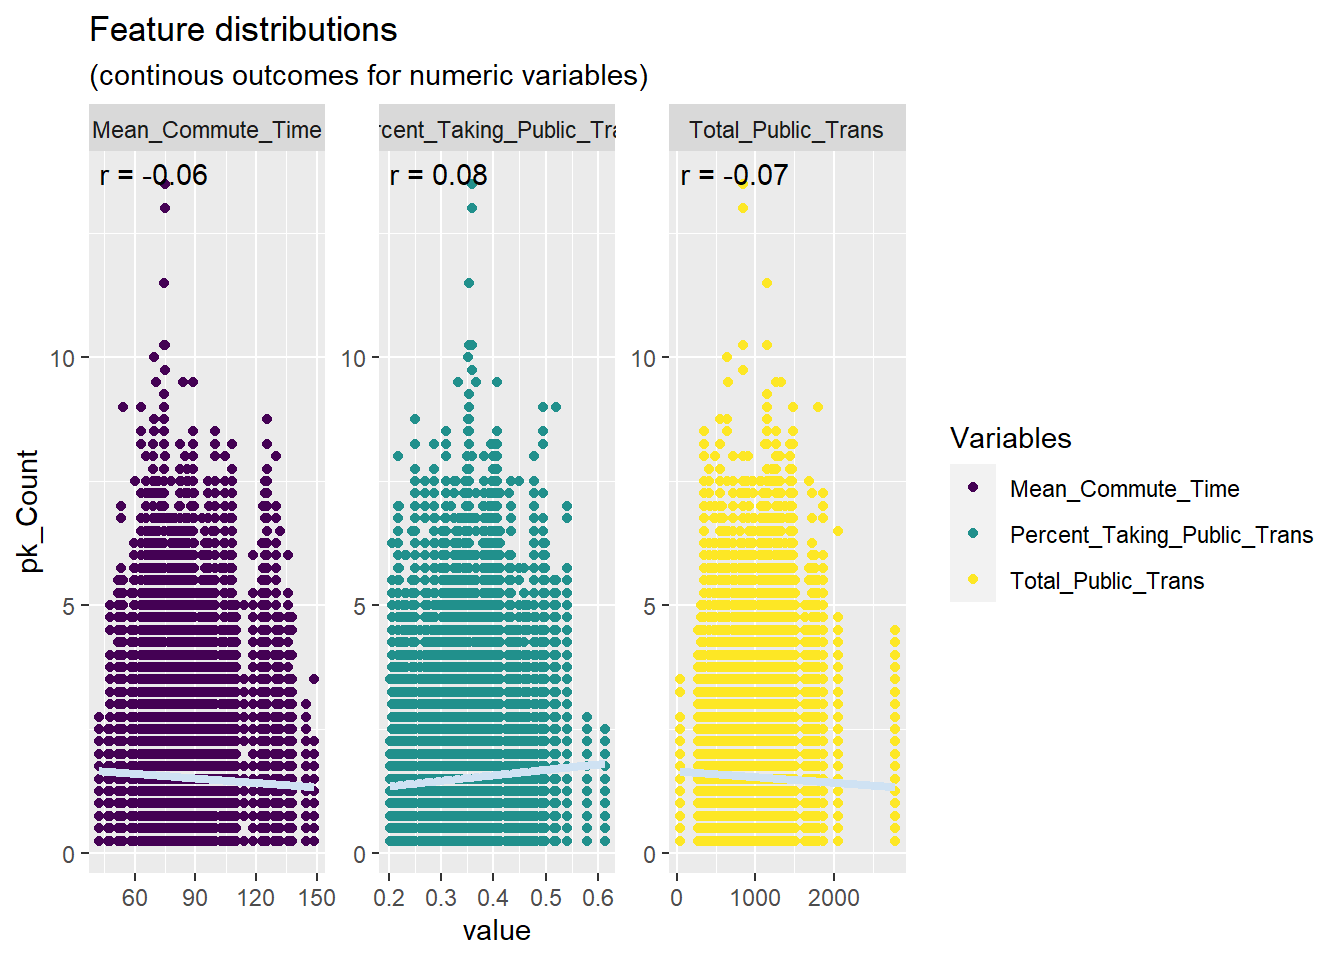 Feature distributions
(continous outcomes for numeric variables)
Mean_Commute_Time
rcent_Taking_Public_Tra
Total_Public_Trans
r = -0.06
r = 0.08
r = -0.07
pk_Count
10
5
0
10
5
0
10
5
0
60 90 120 150
0.2 0.3 0.4 0.5 0.6
0 1000 2000
value
Variables
Mean_Commute_Time
Percent_Taking_Public_Trans
Total_Public_Trans